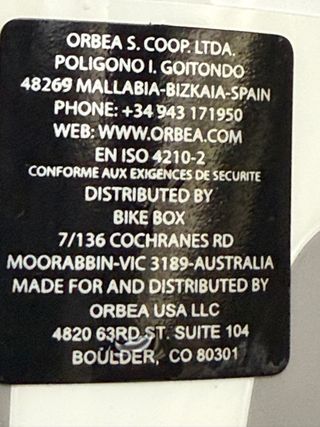 ORBEA S. COOP. LTDA.
POLIGONO I. GOITONDO
48269 MALLABIA-BIZKAIA-SPAIN
PHONE: +34 943 171950
WEB: WWW.ORBEA.COM
EN ISO 4210-2
CONFORME AUX EXIGENCES DE SECURITE
DISTRIBUTED BY
BIKE BOX
7/136 COCHRANES RD
MOORABBIN-VIC 3189-AUSTRALIA
MADE FOR AND DISTRIBUTED BY
ORBEA USA LLC
4820 63RD ST. SUITE 104
BOULDER, CO 80301